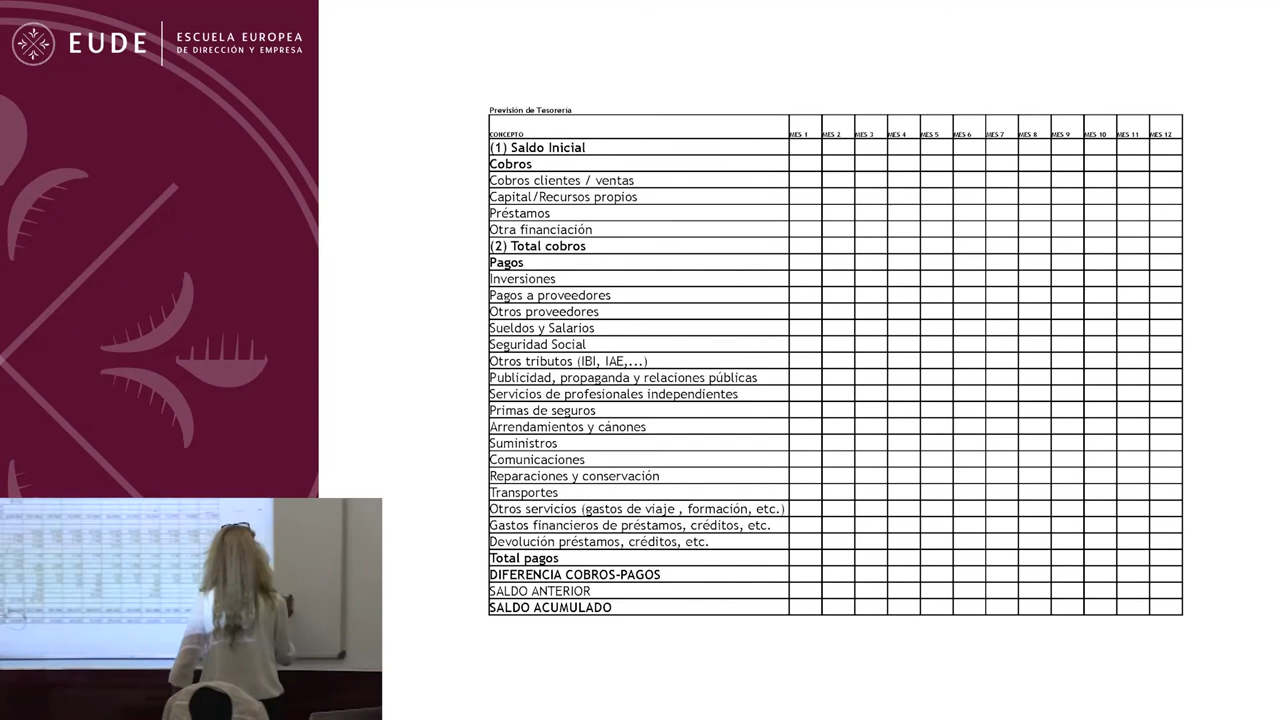 EUDE
ESCUELA EUROPEA
DE DIRECCIÓN Y EMPRESA
Previsión de Tesorería
CONCEPTO MES 1 MES 2 MES 3 MES 4 MES 5 MES 6 MES 7 MES 8 MES 9 MES 10 MES 11 MES 12
(1) Saldo Inicial
Cobros
Cobros clientes / ventas
Capital/Recursos propios
Préstamos
Otra financiación
(2) Total cobros
Pagos
Inversiones
Pagos a proveedores
Otros proveedores
Sueldos y Salarios
Seguridad Social
Otros tributos (IBI, IAE,...)
Publicidad, propaganda y relaciones públicas
Servicios de profesionales independientes
Primas de seguros
Arrendamientos y cánones
Suministros
Comunicaciones
Reparaciones y conservación
Transportes
Otros servicios (gastos de viaje , formación, etc.)
Gastos financieros de préstamos, créditos, etc.
Devolución préstamos, créditos, etc.
Total pagos
DIFERENCIA COBROS-PAGOS
SALDO ANTERIOR
SALDO ACUMULADO